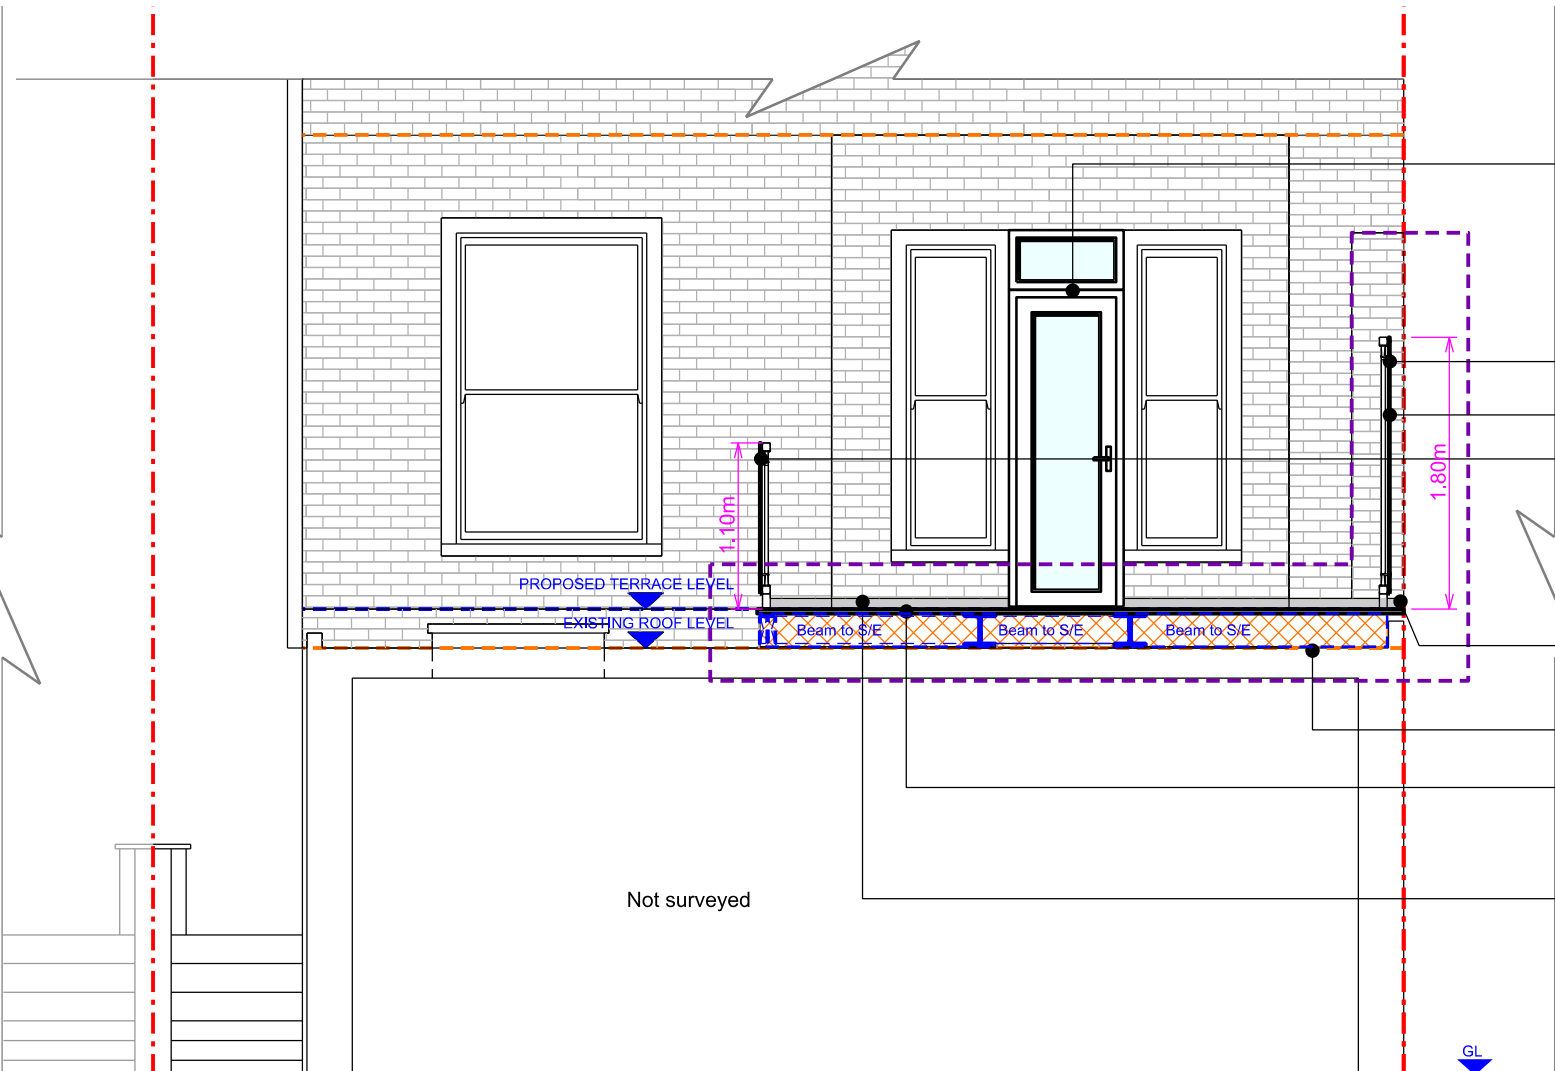 1.80m
1.10m
PROPOSED TERRACE LEVEL
EXISTING ROOF LEVEL
Beam to S/E
Beam to S/E
Beam to S/E
Not surveyed
GL